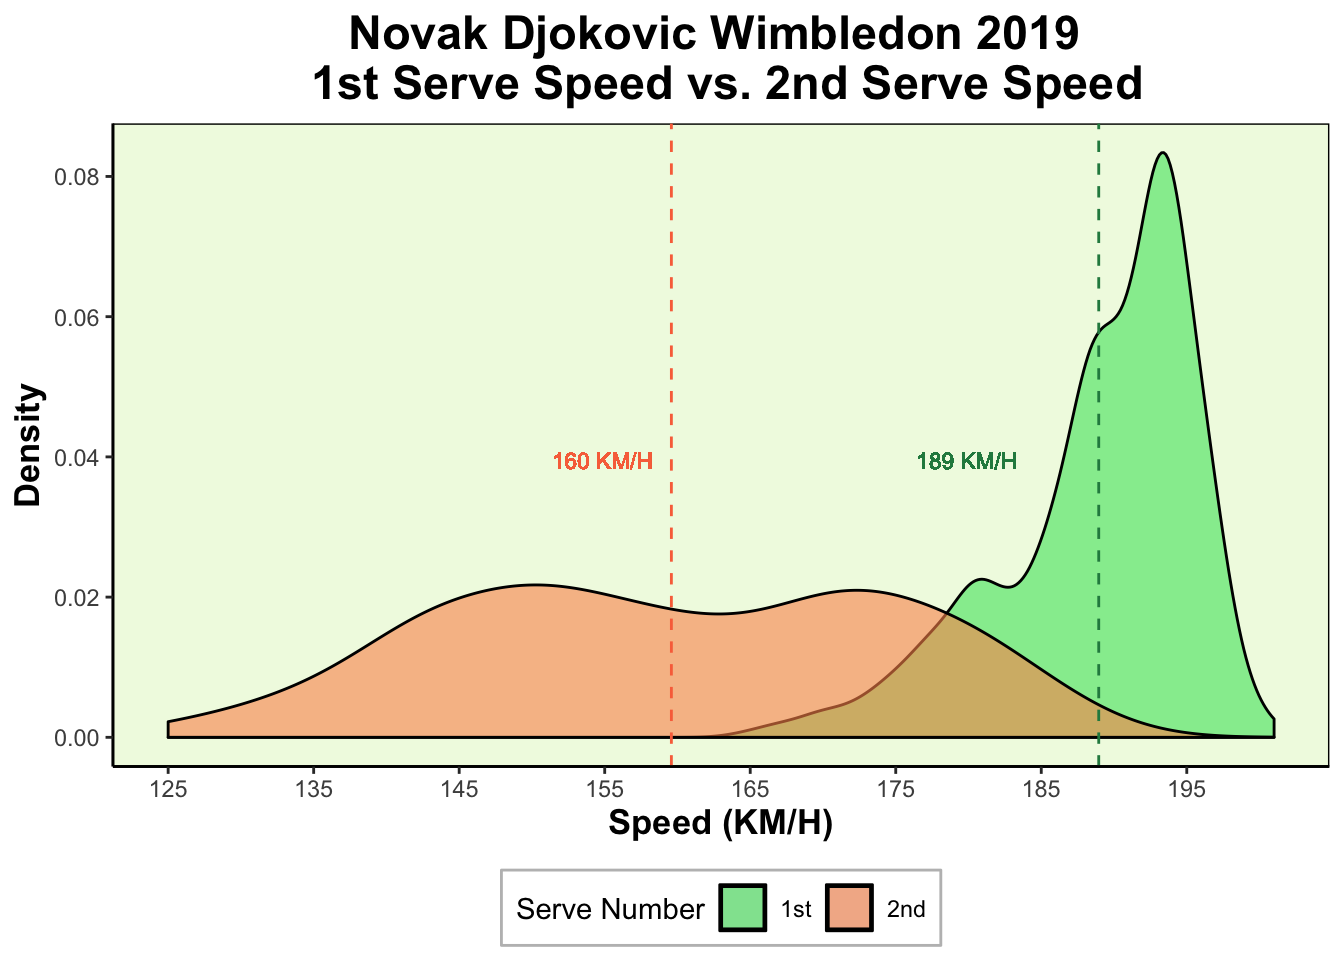 Novak Djokovic Wimbledon 2019
1st Serve Speed vs. 2nd Serve Speed
Density
0.08
0.06
0.04
0.02
0.00
160 KM/H
189 KM/H
125 135 145 155 165 175 185 195
Speed (KM/H)
Serve Number 1st 2nd